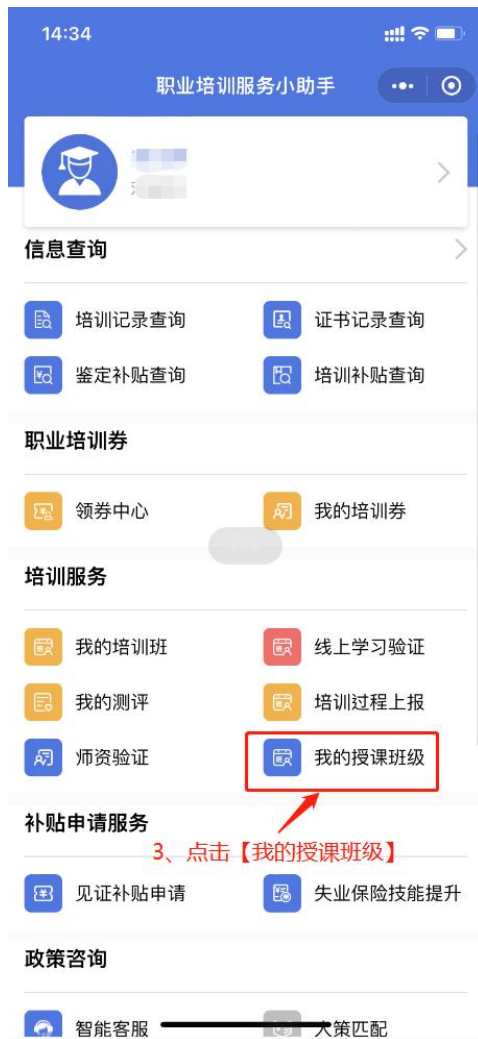 14:34
职业培训服务小助手
信息查询
培训记录查询 证书记录查询
鉴定补贴查询 培训补贴查询
职业培训券
领券中心 我的培训券
培训服务
我的培训班 线上学习验证
我的测评 培训过程上报
师资验证 我的授课班级
补贴申请服务
3、点击【我的授课班级】
见证补贴申请 失业保险技能提升
政策咨询
智能客服 策匹配